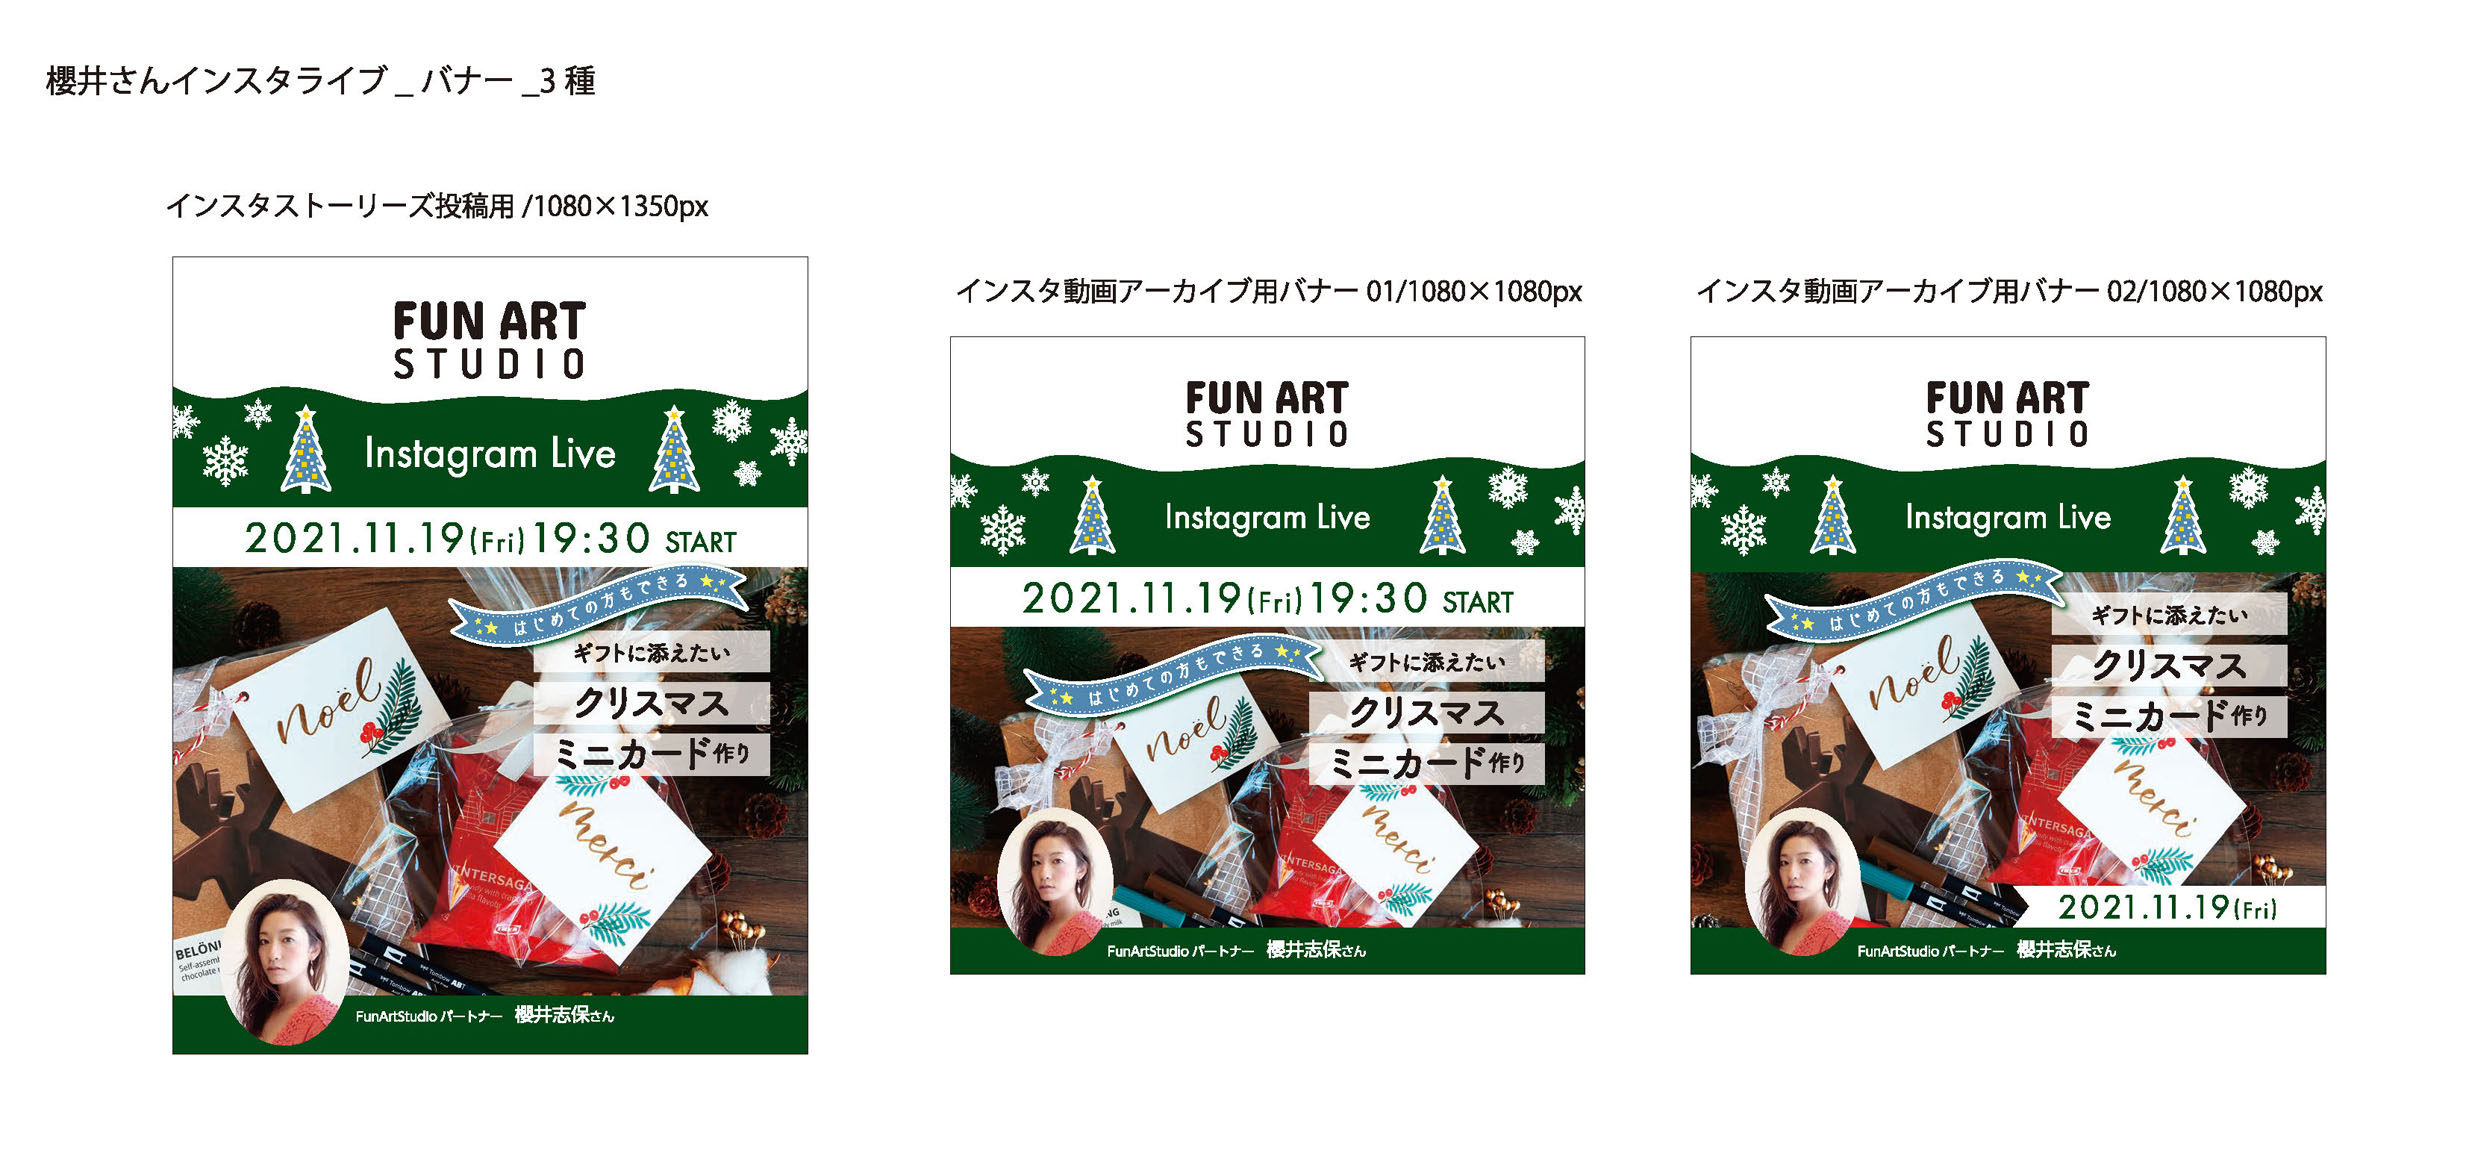 櫻井さんインスタライブ _ バナー _3 種
インスタストーリーズ投稿用 /1080×1350px
FUN ART
STUDIO
Instagram Live
2021.11.19(Fri)19:30 START
はじめての方もできる
ギフトに添えたい
クリスマス
ミニカード作り
noël
merci
INTERSAGA
BELÖN
Self-assem
chocolate
Tombow ABT
FunArtStudio パートナー 櫻井志保さん
インスタ動画アーカイブ用バナー 01/1080×1080px
FUN ART
STUDIO
Instagram Live
2021.11.19(Fri)19:30 START
はじめての方もできる
ギフトに添えたい
クリスマス
ミニカード作り
noël
merci
INTERSAGA
FunArtStudio パートナー 櫻井志保さん
インスタ動画アーカイブ用バナー 02/1080×1080px
FUN ART
STUDIO
Instagram Live
はじめての方もできる
ギフトに添えたい
クリスマス
ミニカード作り
noël
merci
INTERSAGA
2021.11.19(Fri)
FunArtStudio パートナー 櫻井志保さん